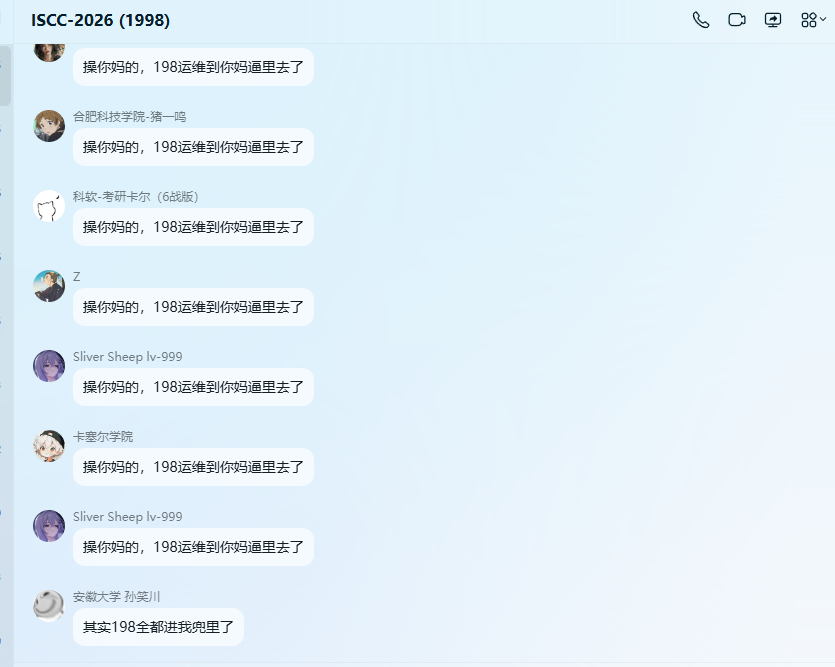 ISCC-2026 (1998)
操你妈的，198运维到你妈逼里去了
合肥科技学院-猪一鸣
操你妈的，198运维到你妈逼里去了
科软-考研卡尔（6战版）
操你妈的，198运维到你妈逼里去了
Z
操你妈的，198运维到你妈逼里去了
Sliver Sheep lv-999
操你妈的，198运维到你妈逼里去了
卡塞尔学院
操你妈的，198运维到你妈逼里去了
Sliver Sheep lv-999
操你妈的，198运维到你妈逼里去了
安徽大学 孙笑川
其实198全都进我兜里了